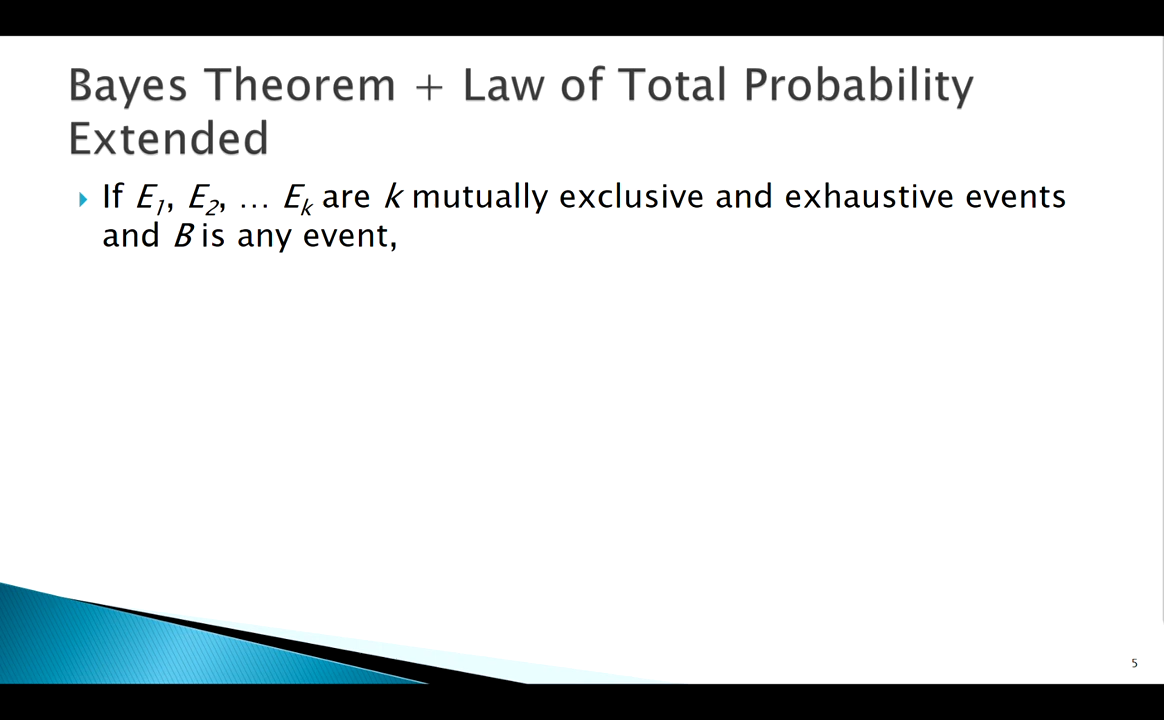 Bayes Theorem + Law of Total Probability
Extended
If E1, E2, … Ek are k mutually exclusive and exhaustive events
and B is any event,
5